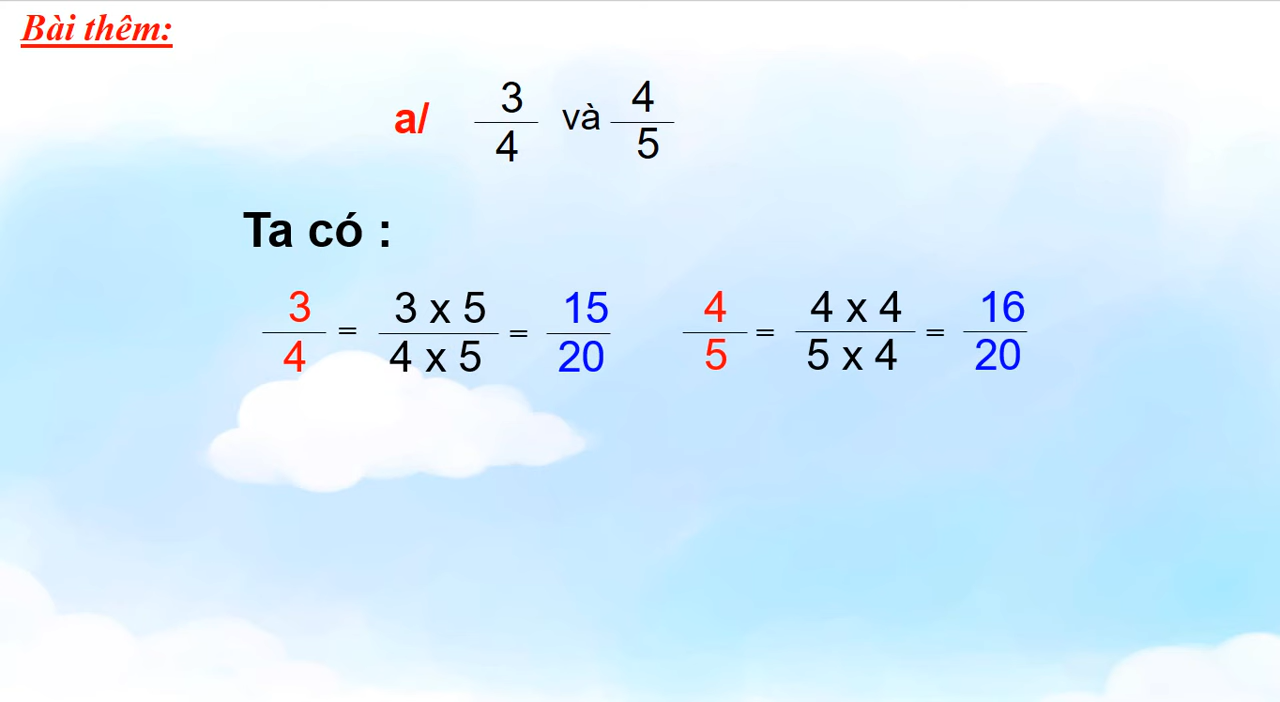 Bài thêm:
a/ 3/4 và 4/5
Ta có :
3/4 = 3 x 5/4 x 5 = 15/20 4/5 = 4 x 4/5 x 4 = 16/20